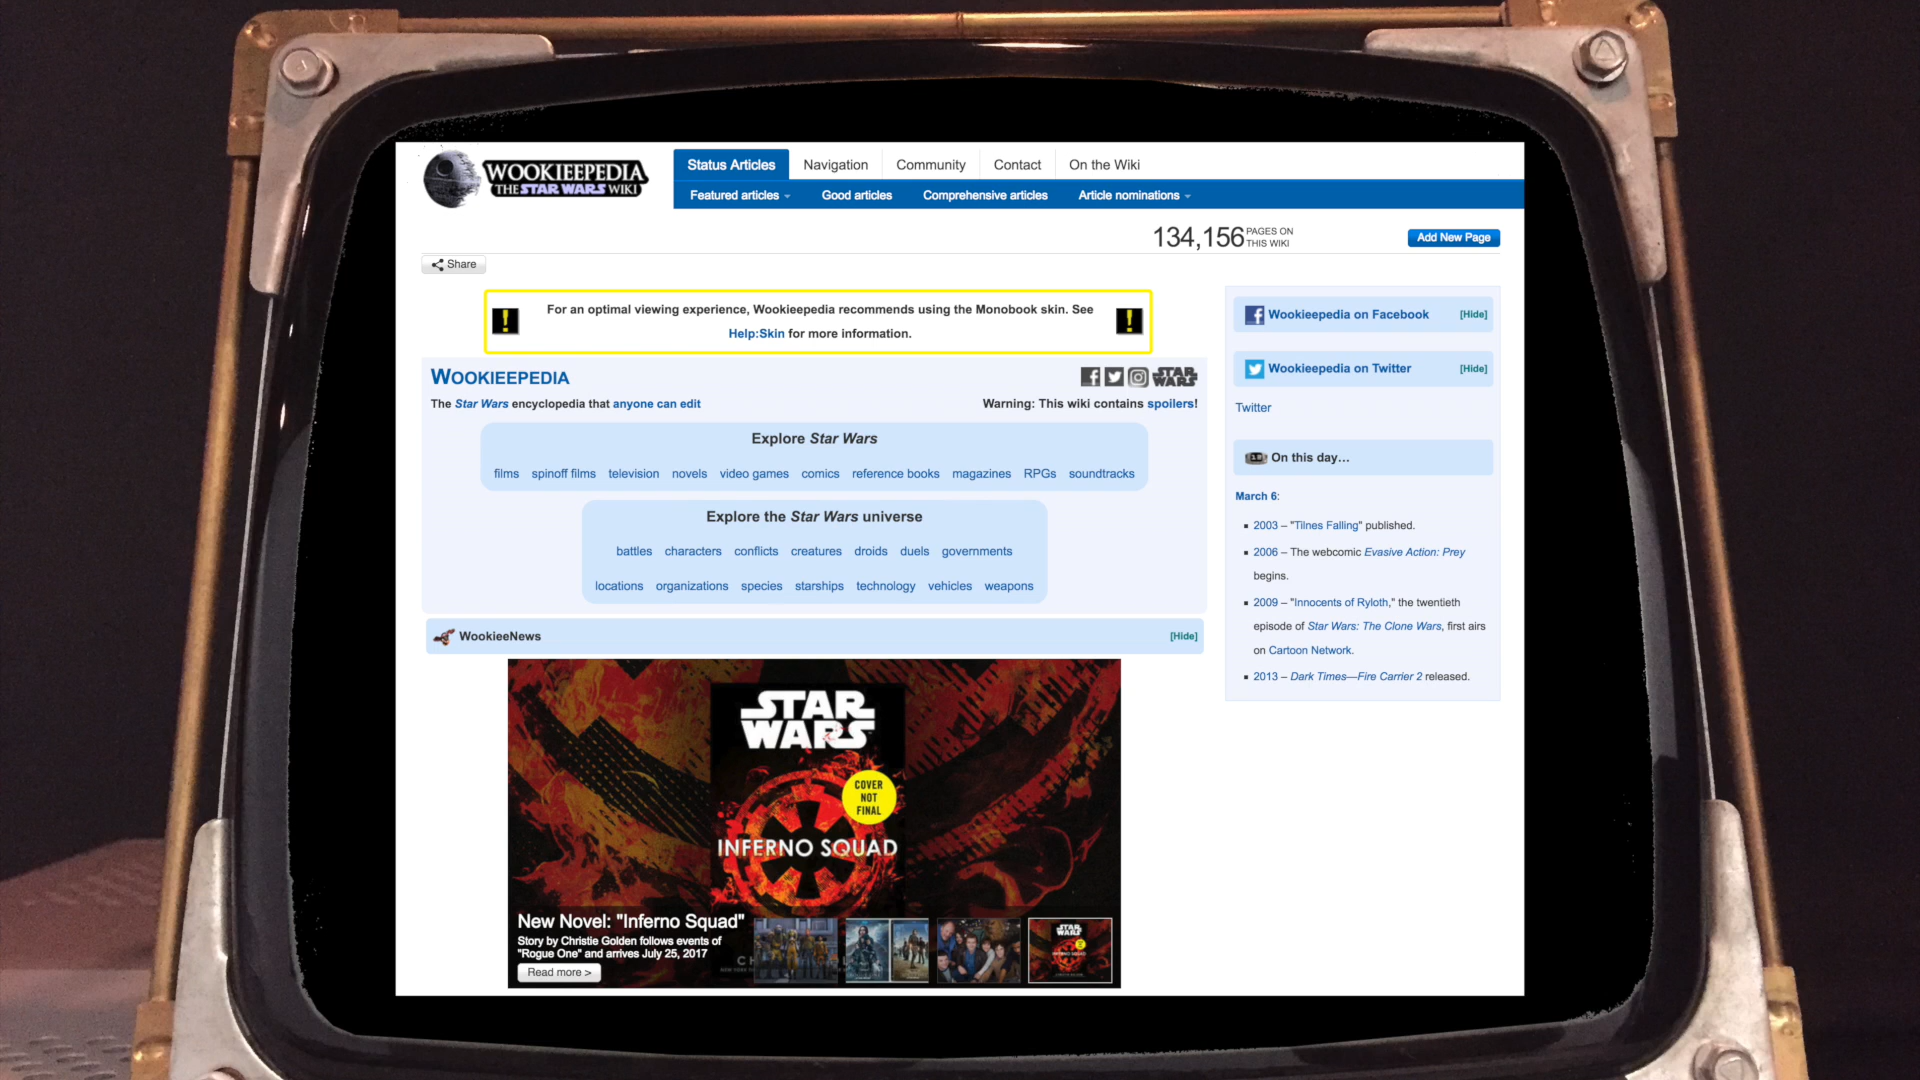 WOOKIEEPEDIA
THE STAR WARS WIKI
Status Articles Navigation Community Contact On the Wiki
Featured articles Good articles Comprehensive articles Article nominations
134,156 PAGES ON THIS WIKI
Add New Page
Share
For an optimal viewing experience, Wookieepedia recommends using the Monobook skin. See
Help:Skin for more information.
WOOKIEEPEDIA
STAR WARS
The Star Wars encyclopedia that anyone can edit
Warning: This wiki contains spoilers!
Explore Star Wars
films spinoff films television novels video games comics reference books magazines RPGs soundtracks
Explore the Star Wars universe
battles characters conflicts creatures droids duels governments
locations organizations species starships technology vehicles weapons
WookieeNews [Hide]
STAR
WARS
COVER
NOT
FINAL
INFERNO SQUAD
New Novel: "Inferno Squad"
Story by Christie Golden follows events of
"Rogue One" and arrives July 25, 2017
Read more >
Wookieepedia on Facebook [Hide]
Wookieepedia on Twitter [Hide]
Twitter
On this day…
March 6:
2003 – "Tilnes Falling" published.
2006 – The webcomic Evasive Action: Prey
begins.
2009 – "Innocents of Ryloth," the twentieth
episode of Star Wars: The Clone Wars, first airs
on Cartoon Network.
2013 – Dark Times—Fire Carrier 2 released.